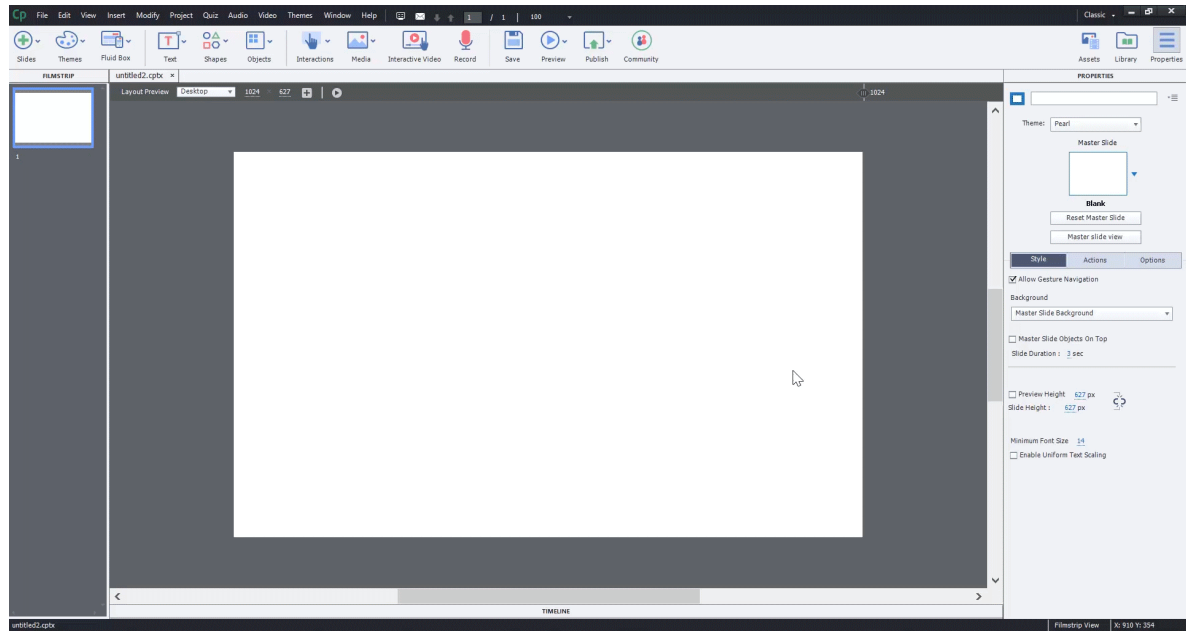 Cp File Edit View Insert Modify Project Quiz Audio Video Themes Window Help 1 / 1 100 Classic
Slides Themes Fluid Box Text Shapes Objects Interactions Media Interactive Video Record Save Preview Publish Community Assets Library Properties
FILMSTRIP untitled2.cptx × PROPERTIES
Layout Preview Desktop 1024 × 627 1024
Theme: Pearl
Master Slide
1
Blank
Reset Master Slide
Master slide view
Style Actions Options
Allow Gesture Navigation
Background
Master Slide Background
Master Slide Objects On Top
Slide Duration : 3 sec
Preview Height 627 px
Slide Height : 627 px
Minimum Font Size 14
Enable Uniform Text Scaling
TIMELINE
untitled2.cptx Filmstrip View X: 910 Y: 354